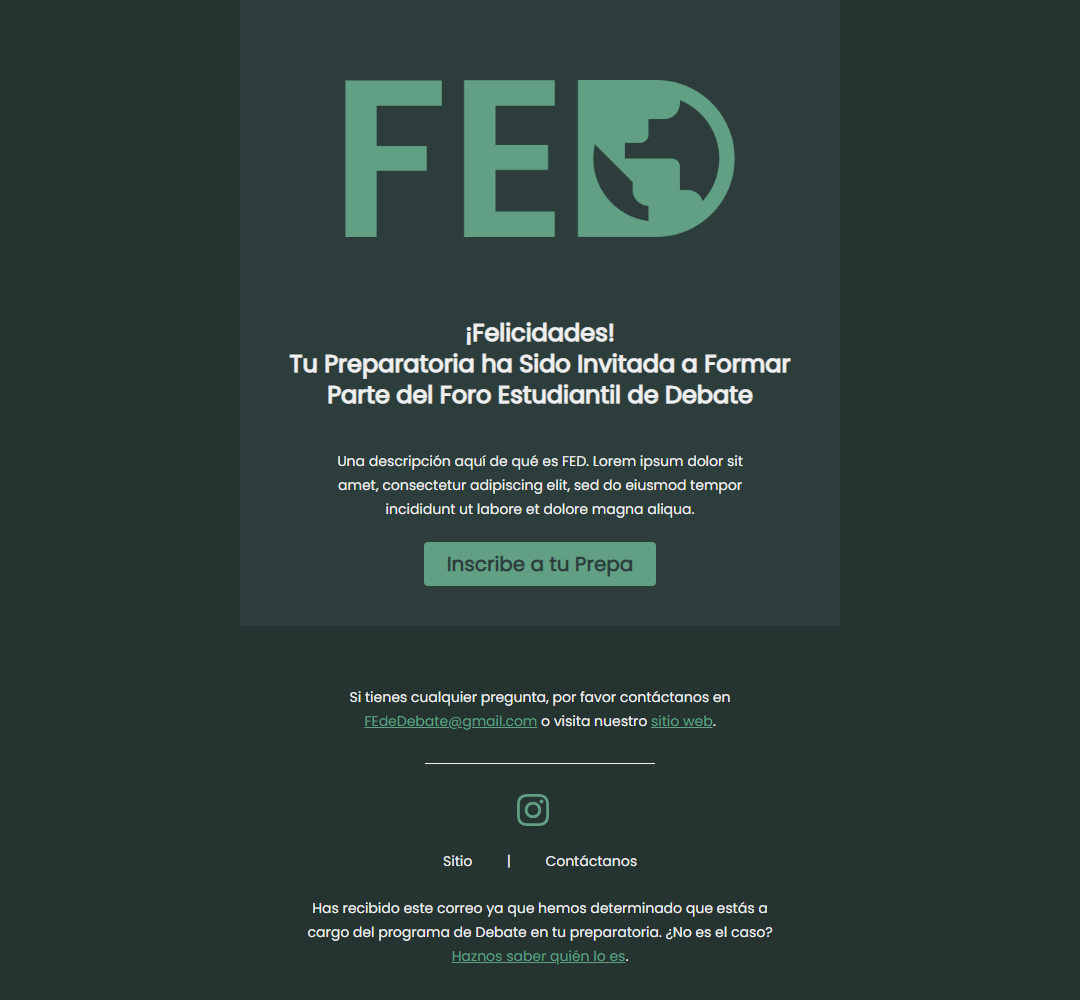 FED
¡Felicidades!
Tu Preparatoria ha Sido Invitada a Formar
Parte del Foro Estudiantil de Debate
Una descripción aquí de qué es FED. Lorem ipsum dolor sit
amet, consectetur adipiscing elit, sed do eiusmod tempor
incididunt ut labore et dolore magna aliqua.
Inscribe a tu Prepa
Si tienes cualquier pregunta, por favor contáctanos en
FEdeDebate@gmail.com o visita nuestro sitio web.
Sitio | Contáctanos
Has recibido este correo ya que hemos determinado que estás a
cargo del programa de Debate en tu preparatoria. ¿No es el caso?
Haznos saber quién lo es.